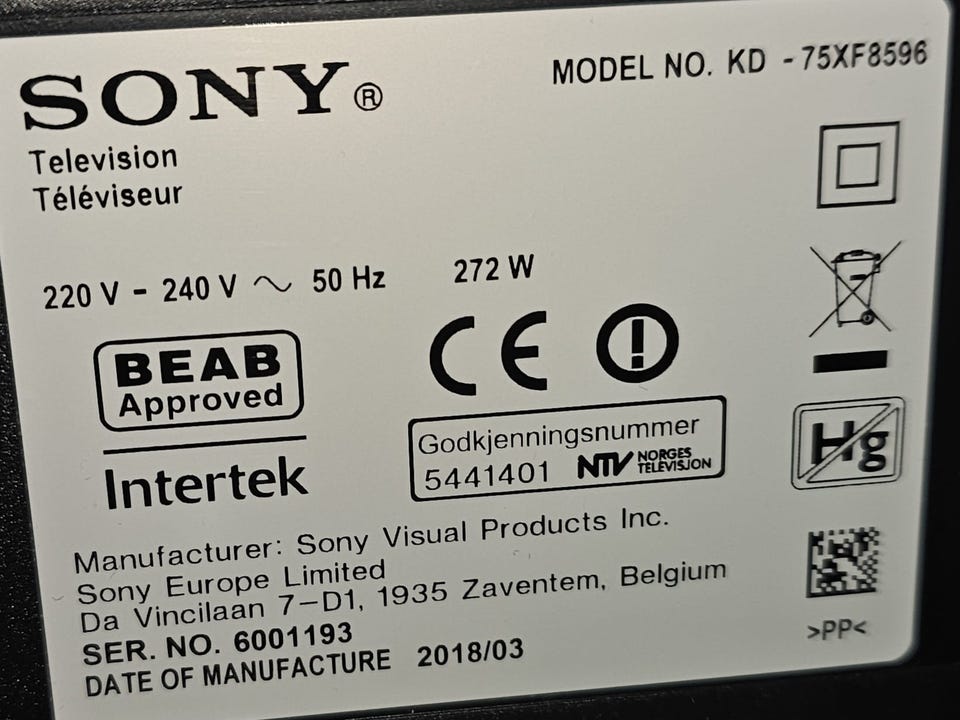 SONY®
MODEL NO. KD - 75XF8596
Television
Téléviseur
220 V - 240 V ~ 50 Hz 272 W
BEAB
Approved
Intertek
CE
Godkjenningsnummer
5441401 NTV NORGES TELEVISJON
Hg
Manufacturer: Sony Visual Products Inc.
Sony Europe Limited
Da Vincilaan 7-D1, 1935 Zaventem, Belgium
SER. NO. 6001193
DATE OF MANUFACTURE 2018/03
>PP<